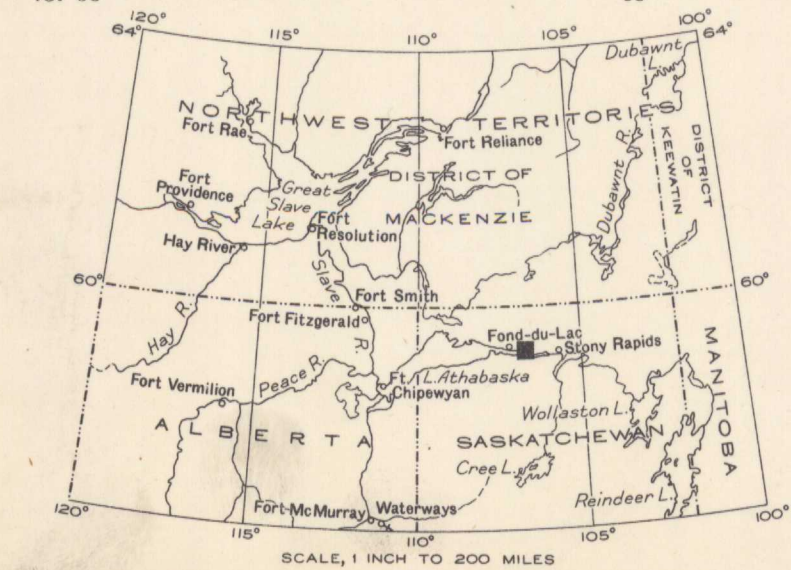 120°
115°
110°
105°
100°
64°
64°
Dubawnt
L.
NORTHWEST TERRITORIES
Fort Rae
Fort Reliance
DISTRICT
OF
KEEWATIN
Fort
Providence
Great
Slave
Lake
DISTRICT OF
MACKENZIE
Dubawnt R.
Fort
Resolution
Hay River
60°
60°
Slave
R.
Fort Smith
Hay R.
Fort Fitzgerald
Fond-du-Lac
Stony Rapids
MANITOBA
Fort Vermilion
Peace R.
Ft.
Chipewyan
L. Athabaska
Wollaston L.
ALBERTA
SASKATCHEWAN
Cree L.
Reindeer L.
Fort McMurray
Waterways
120°
115°
110°
105°
100°
SCALE, 1 INCH TO 200 MILES